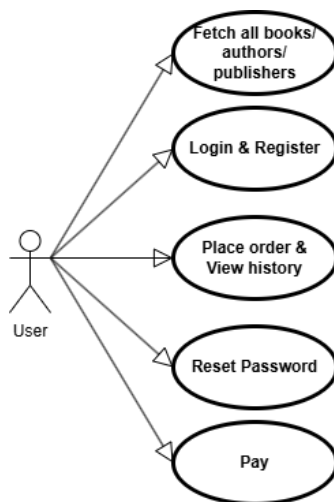 Fetch all books/
authors/
publishers
Login & Register
Place order &
View history
User
Reset Password
Pay